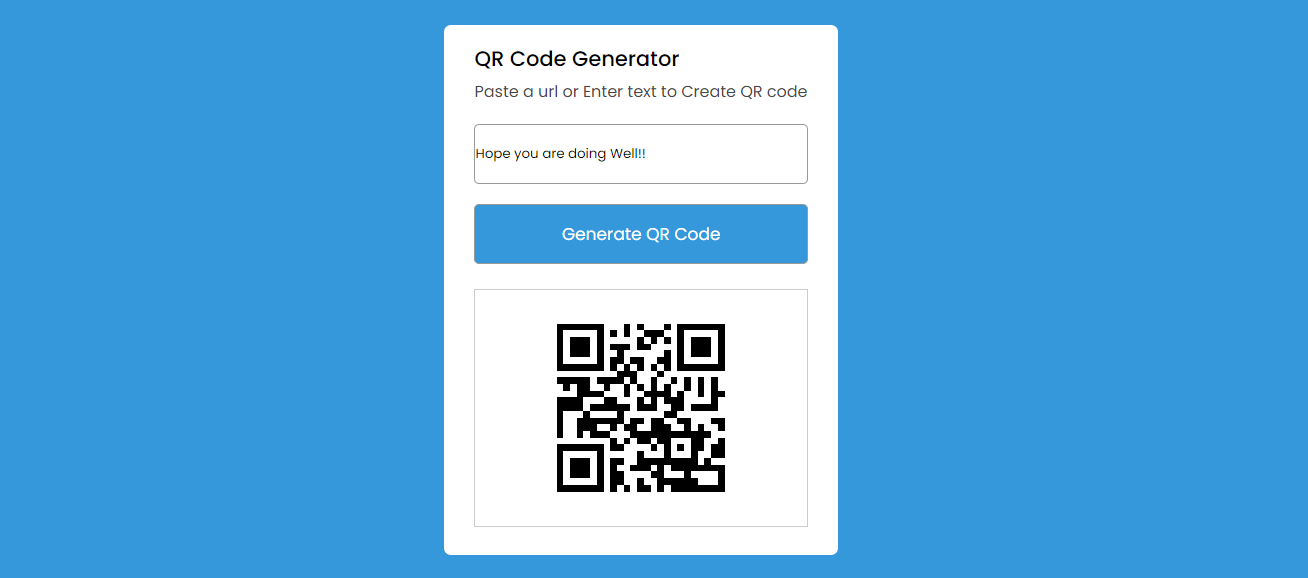 QR Code Generator
Paste a url or Enter text to Create QR code
Hope you are doing Well!!
Generate QR Code